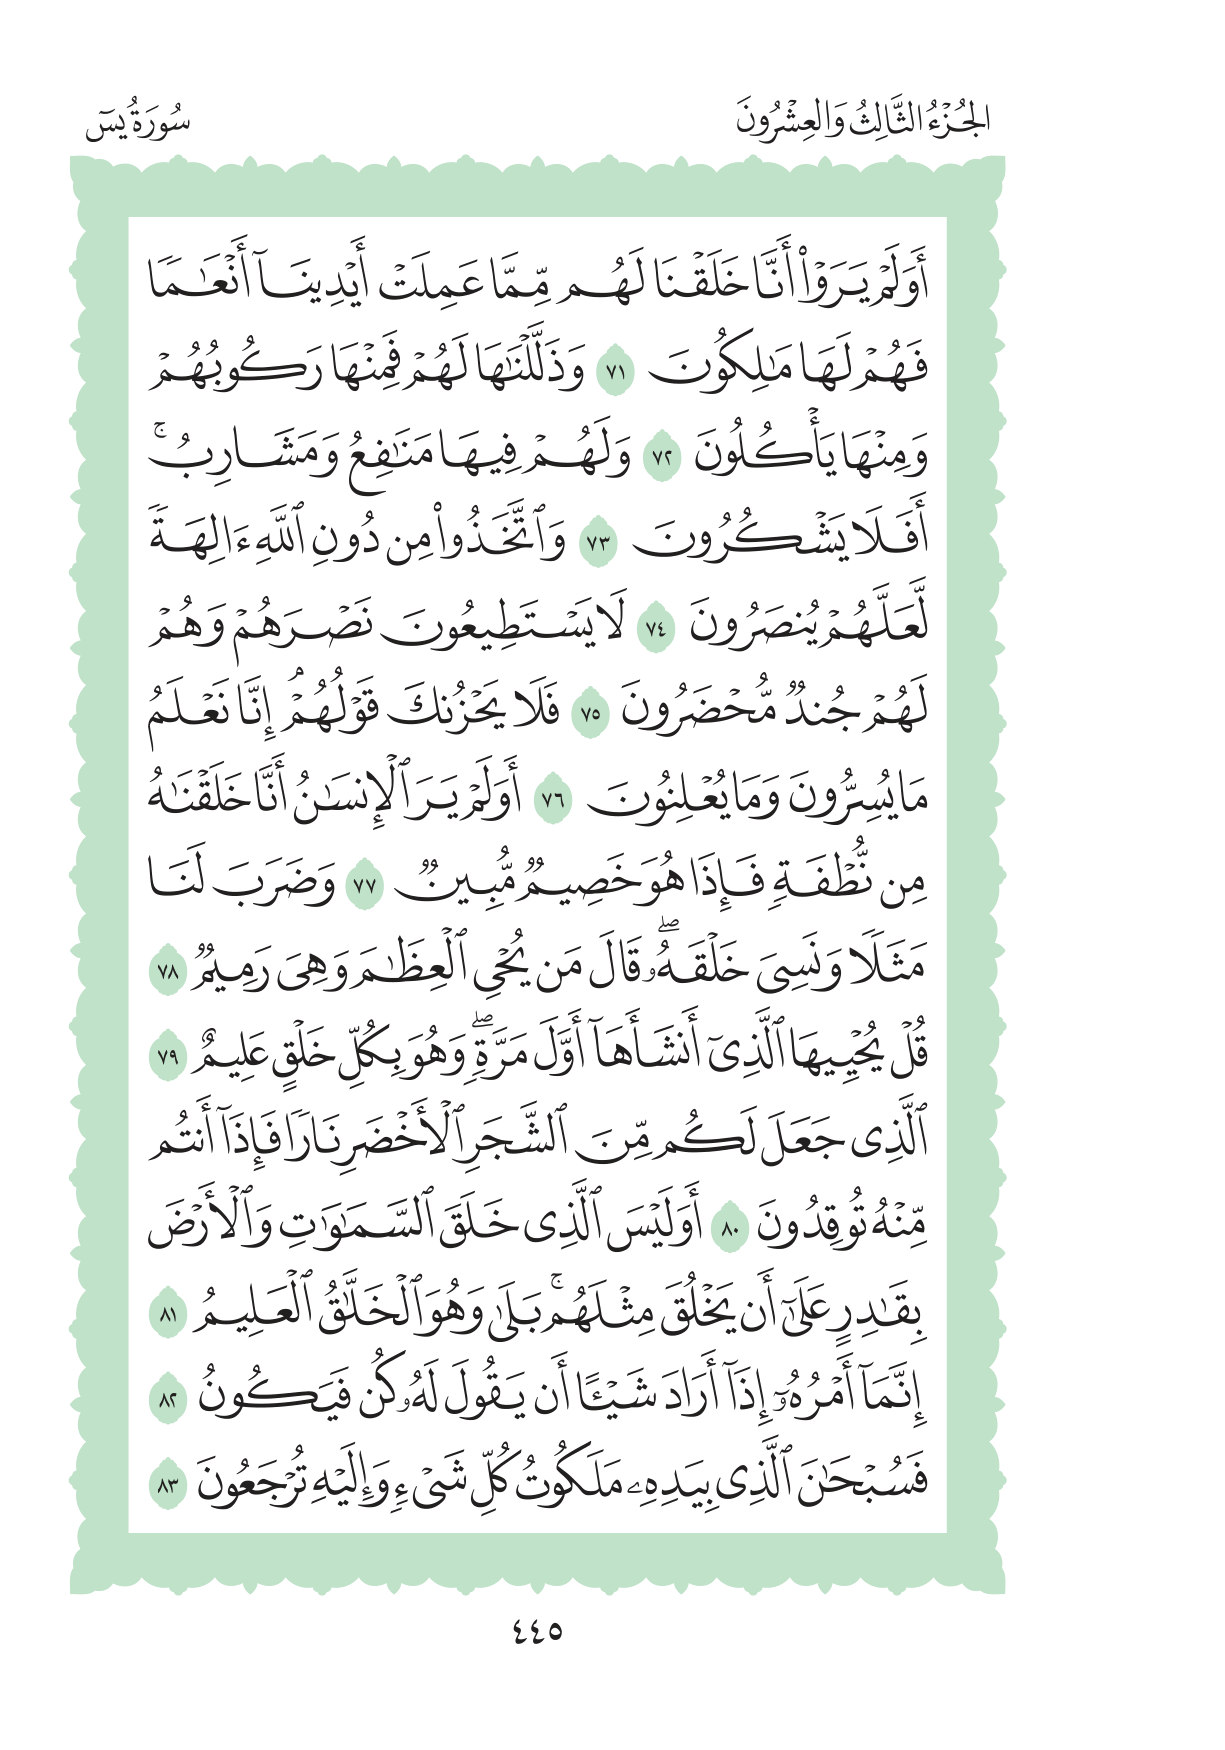 الجُزْءُ الثَّالِثُ وَالعِشْرُونَ
سُورَةُ يسٓ
أَوَلَمْ يَرَوْا۟ أَنَّا خَلَقْنَا لَهُم مِّمَّا عَمِلَتْ أَيْدِينَآ أَنْعَٰمًا
فَهُمْ لَهَا مَٰلِكُونَ ٧١ وَذَلَّلْنَٰهَا لَهُمْ فَمِنْهَا رَكُوبُهُمْ
وَمِنْهَا يَأْكُلُونَ ٧٢ وَلَهُمْ فِيهَا مَنَٰفِعُ وَمَشَارِبُ ۚ
أَفَلَا يَشْكُرُونَ ٧٣ وَٱتَّخَذُوا۟ مِن دُونِ ٱللَّهِ ءَالِهَةً
لَّعَلَّهُمْ يُنصَرُونَ ٧٤ لَا يَسْتَطِيعُونَ نَصْرَهُمْ وَهُمْ
لَهُمْ جُندٌ مُّحْضَرُونَ ٧٥ فَلَا يَحْزُنكَ قَوْلُهُمْ ۘ إِنَّا نَعْلَمُ
مَا يُسِرُّونَ وَمَا يُعْلِنُونَ ٧٦ أَوَلَمْ يَرَ ٱلْإِنسَٰنُ أَنَّا خَلَقْنَٰهُ
مِن نُّطْفَةٍ فَإِذَا هُوَ خَصِيمٌ مُّبِينٌ ٧٧ وَضَرَبَ لَنَا
مَثَلًا وَنَسِىَ خَلْقَهُۥ ۖ قَالَ مَن يُحْىِ ٱلْعِظَٰمَ وَهِىَ رَمِيمٌ ٧٨
قُلْ يُحْيِيهَا ٱلَّذِىٓ أَنشَأَهَآ أَوَّلَ مَرَّةٍ ۖ وَهُوَ بِكُلِّ خَلْقٍ عَلِيمٌ ٧٩
ٱلَّذِى جَعَلَ لَكُم مِّنَ ٱلشَّجَرِ ٱلْأَخْضَرِ نَارًا فَإِذَآ أَنتُم
مِّنْهُ تُوقِدُونَ ٨٠ أَوَلَيْسَ ٱلَّذِى خَلَقَ ٱلسَّمَٰوَٰتِ وَٱلْأَرْضَ
بِقَٰدِرٍ عَلَىٰٓ أَن يَخْلُقَ مِثْلَهُم ۚ بَلَىٰ وَهُوَ ٱلْخَلَّٰقُ ٱلْعَلِيمُ ٨١
إِنَّمَآ أَمْرُهُۥٓ إِذَآ أَرَادَ شَيْـًٔا أَن يَقُولَ لَهُۥ كُن فَيَكُونُ ٨٢
فَسُبْحَٰنَ ٱلَّذِى بِيَدِهِۦ مَلَكُوتُ كُلِّ شَىْءٍ وَإِلَيْهِ تُرْجَعُونَ ٨٣
٤٤٥